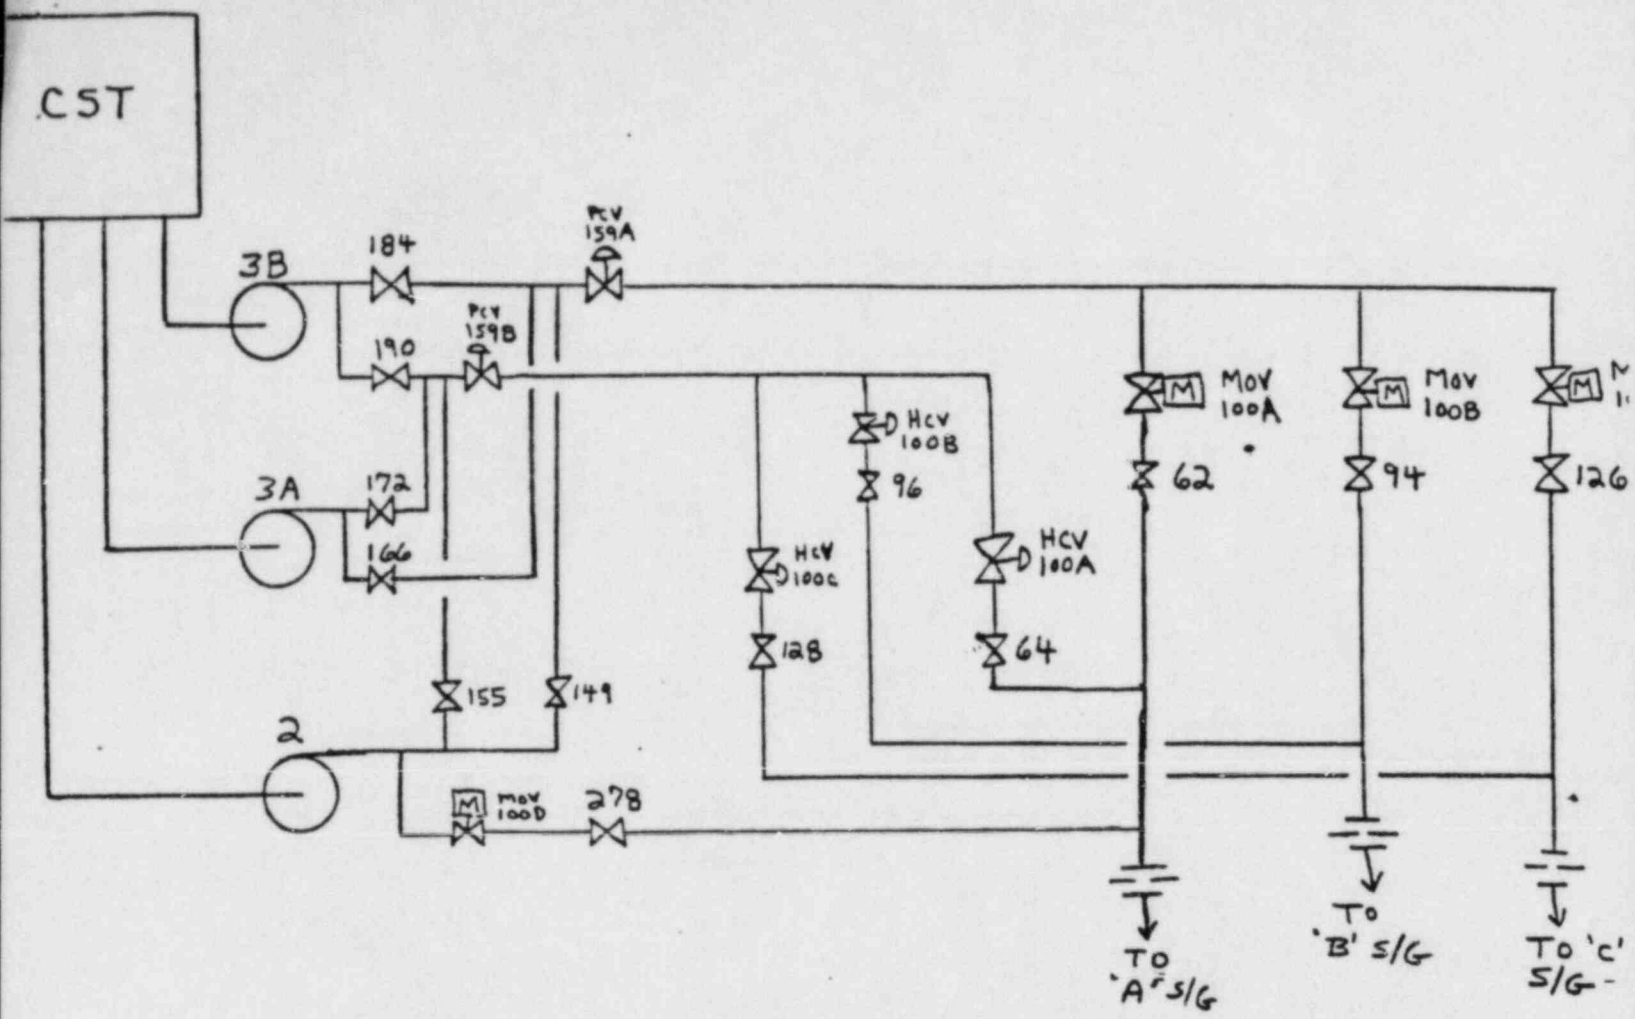 CST
3B
184
PCV
159A
PCV
159B
190
3A
172
166
HCV
100B
96
HCV
100C
128
HCV
100A
64
M
MOV
100A
62
M
MOV
100B
94
M
126
155
149
2
M
MOV
100D
278
TO
'A' S/G
TO
'B' S/G
TO 'C'
S/G